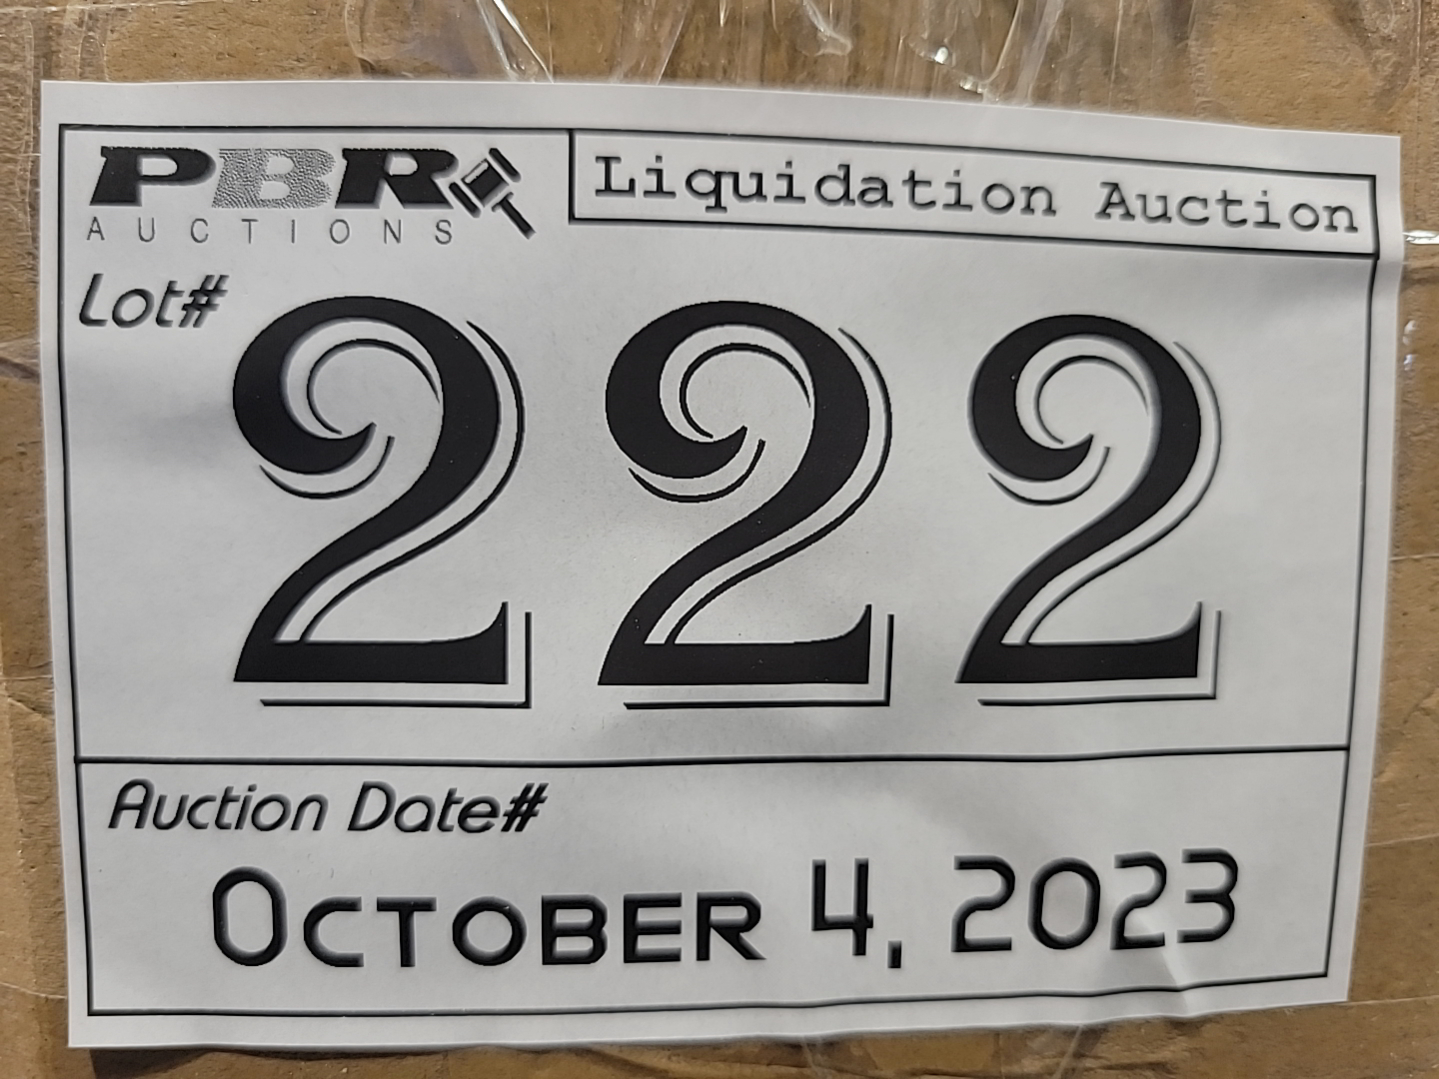 PBR
AUCTIONS
Liquidation Auction
Lot#
222
Auction Date#
October 4, 2023